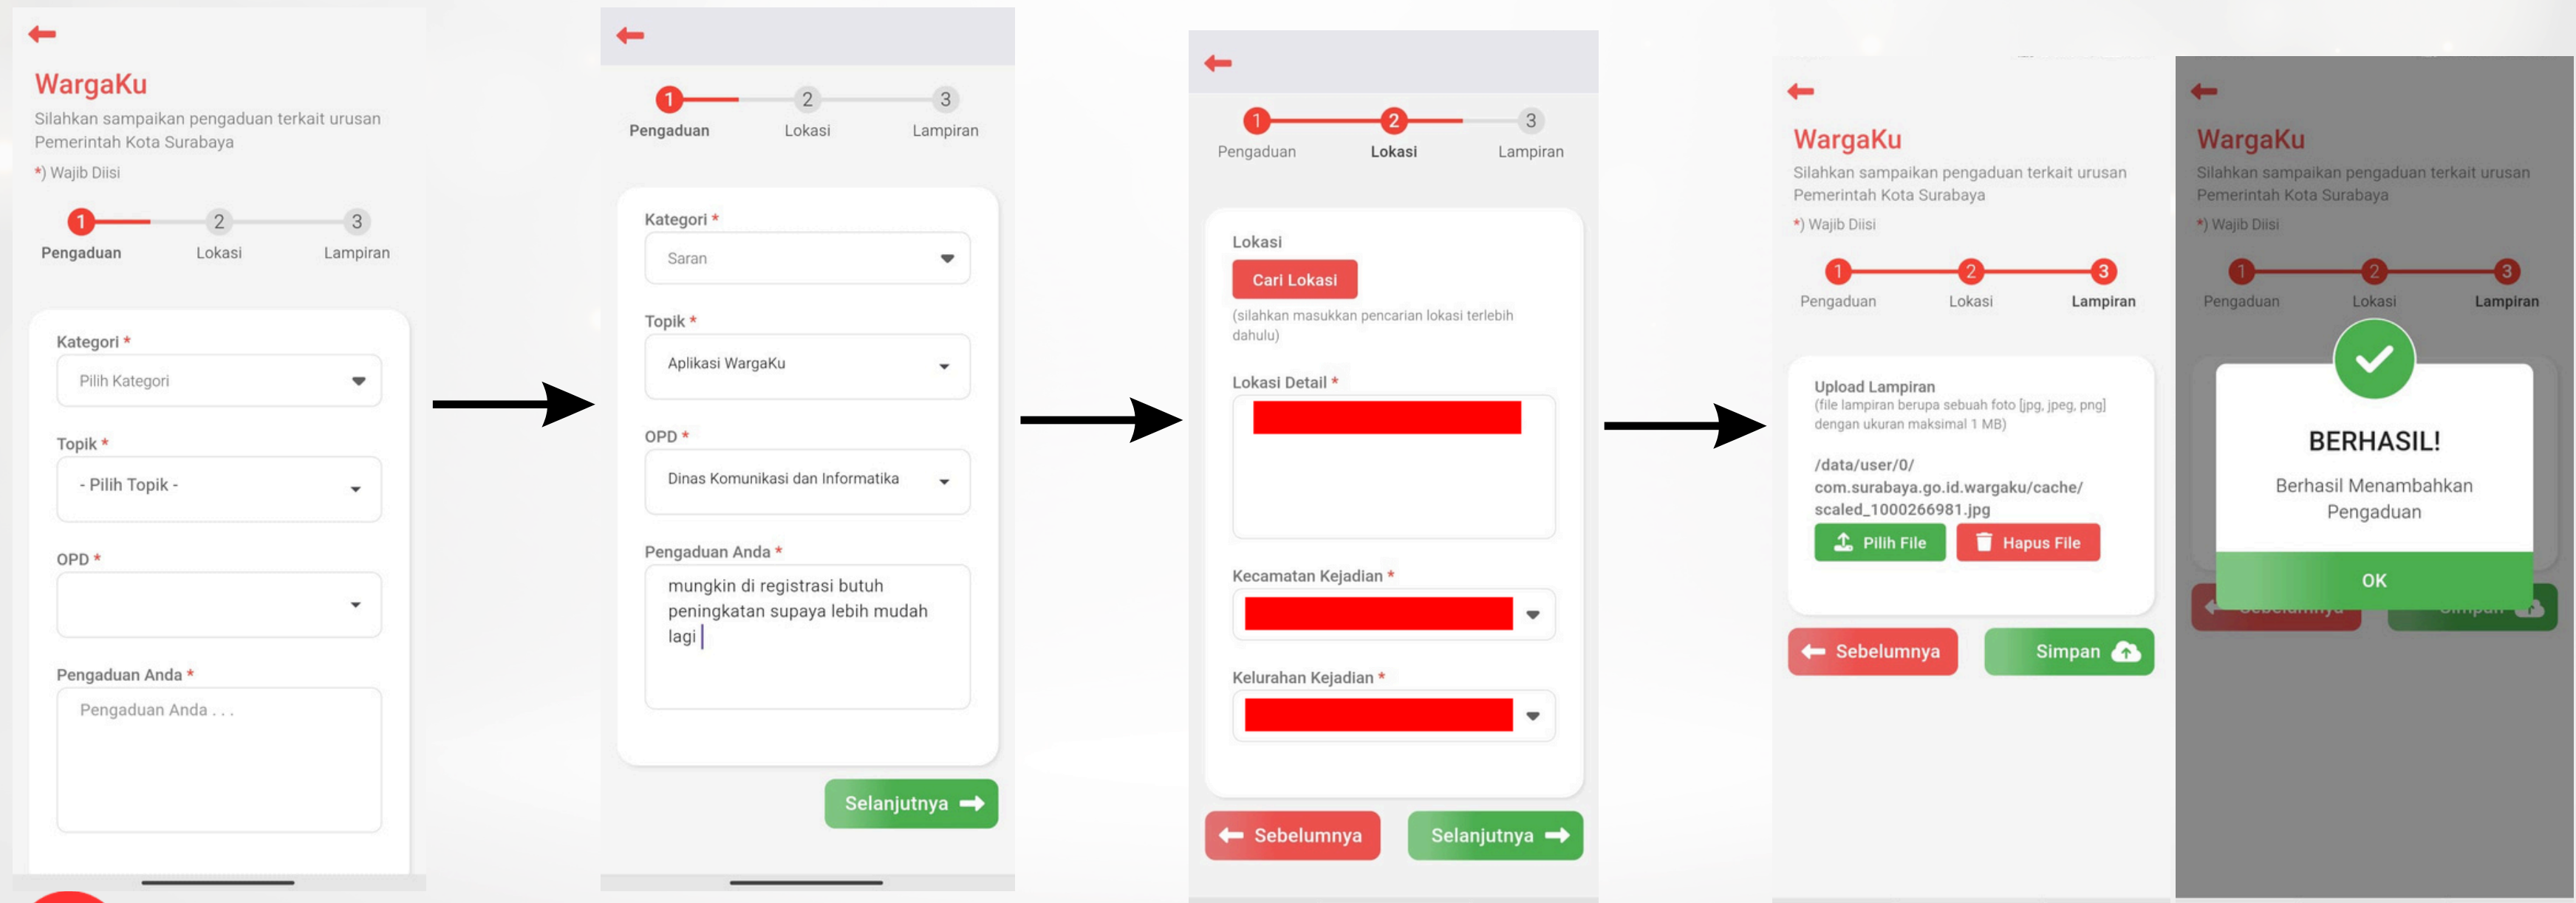 WargaKu
Silahkan sampaikan pengaduan terkait urusan
Pemerintah Kota Surabaya
*) Wajib Diisi
1 2 3
Pengaduan Lokasi Lampiran
Kategori *
Pilih Kategori
Topik *
- Pilih Topik -
OPD *
Pengaduan Anda *
Pengaduan Anda . . .
1 2 3
Pengaduan Lokasi Lampiran
Kategori *
Saran
Topik *
Aplikasi WargaKu
OPD *
Dinas Komunikasi dan Informatika
Pengaduan Anda *
mungkin di registrasi butuh
peningkatan supaya lebih mudah
lagi
Selanjutnya
1 2 3
Pengaduan Lokasi Lampiran
Lokasi
Cari Lokasi
(silahkan masukkan pencarian lokasi terlebih
dahulu)
Lokasi Detail *
Kecamatan Kejadian *
Kelurahan Kejadian *
Sebelumnya Selanjutnya
WargaKu
Silahkan sampaikan pengaduan terkait urusan
Pemerintah Kota Surabaya
*) Wajib Diisi
1 2 3
Pengaduan Lokasi Lampiran
Upload Lampiran
(file lampiran berupa sebuah foto [jpg, jpeg, png]
dengan ukuran maksimal 1 MB)
/data/user/0/
com.surabaya.go.id.wargaku/cache/
scaled_1000266981.jpg
Pilih File Hapus File
Sebelumnya Simpan
WargaKu
Silahkan sampaikan pengaduan terkait urusan
Pemerintah Kota Surabaya
*) Wajib Diisi
1 2 3
Pengaduan Lokasi Lampiran
BERHASIL!
Berhasil Menambahkan
Pengaduan
OK
Sebelumnya Simpan